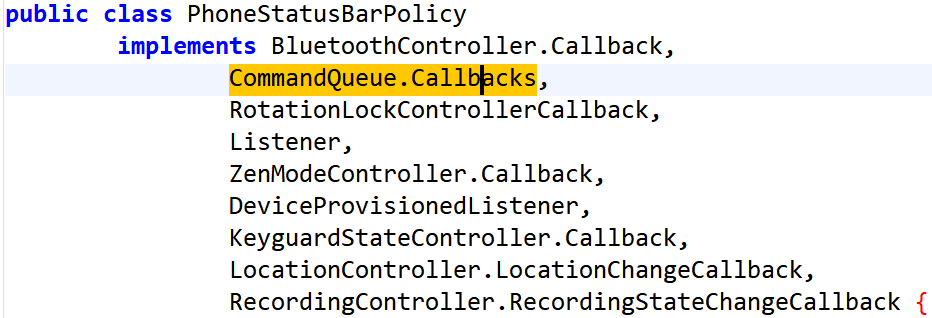 public class PhoneStatusBarPolicy
implements BluetoothController.Callback,
CommandQueue.Callbacks,
RotationLockControllerCallback,
Listener,
ZenModeController.Callback,
DeviceProvisionedListener,
KeyguardStateController.Callback,
LocationController.LocationChangeCallback,
RecordingController.RecordingStateChangeCallback {